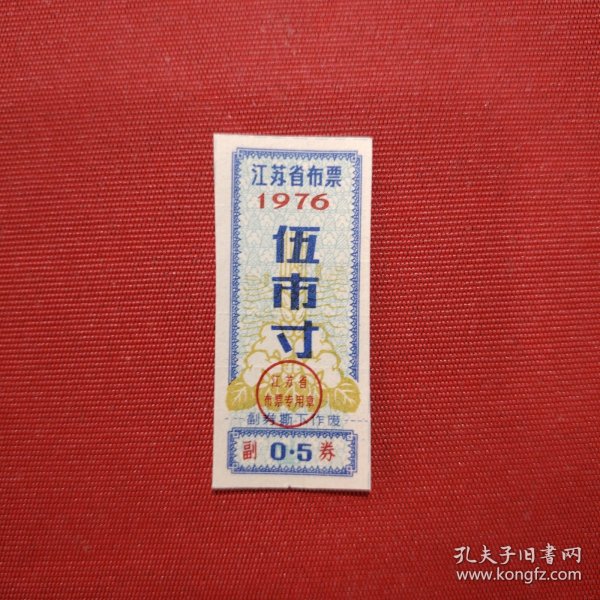 江苏省布票
1976
伍市寸
江苏省
布票专用章
副券撕下作废
副 0·5 券
孔夫子旧书网
www.kongfz.com